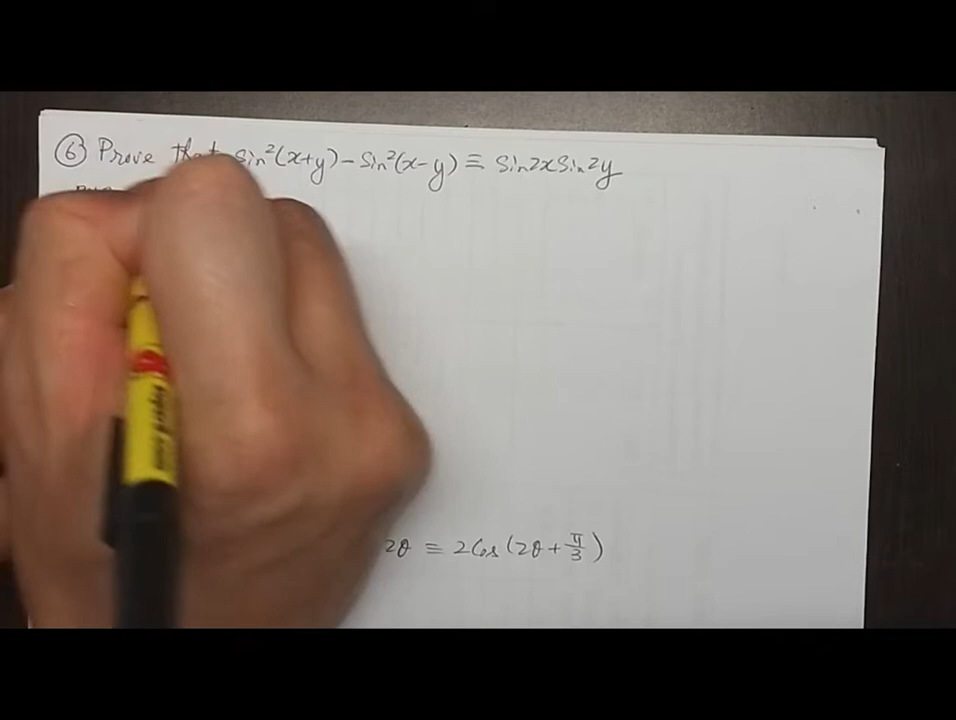 ⑥ Prove that sin²(x+y) - sin²(x-y) ≡ sin2x sin2y
2θ ≡ 2cos(2θ + π/3)